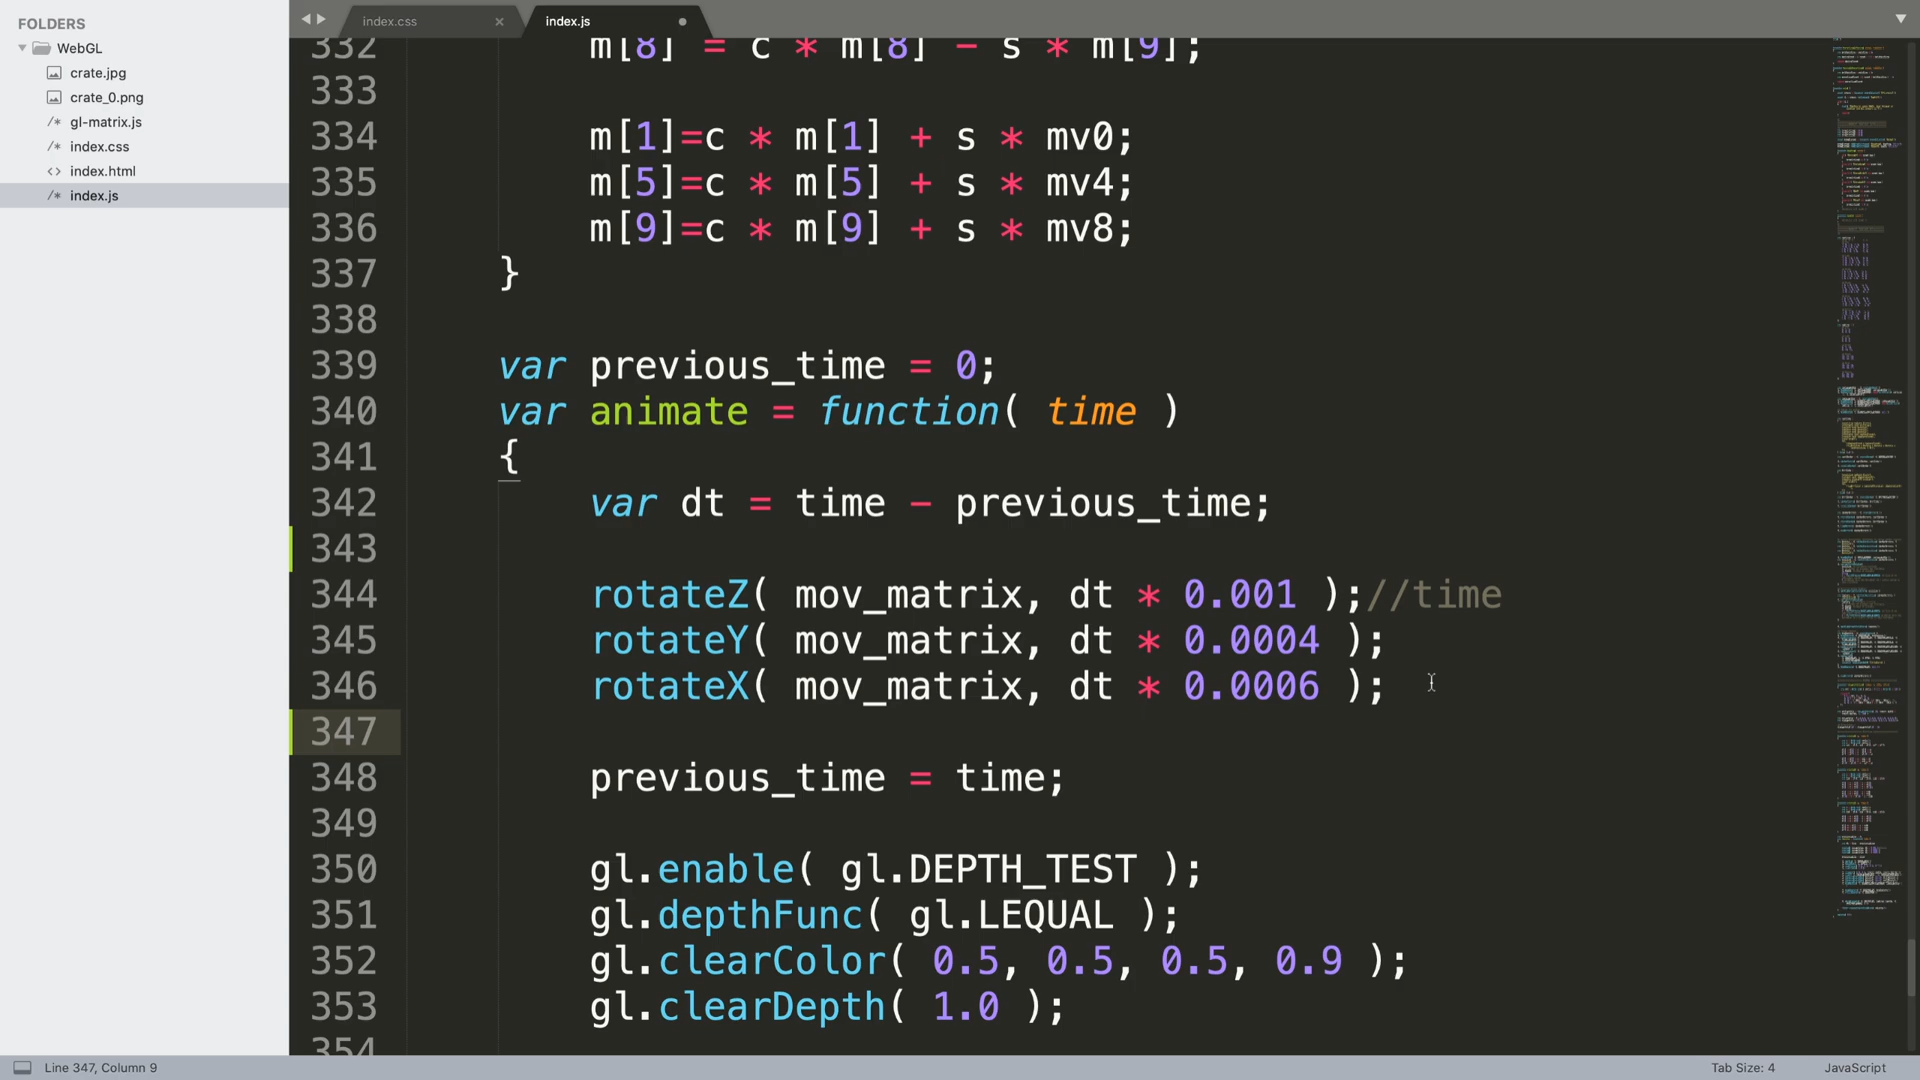 FOLDERS
WebGL
crate.jpg
crate_0.png
/* gl-matrix.js
/* index.css
<> index.html
/* index.js
index.css ×
index.js
332 m[8] = c * m[8] - s * m[9];
333
334 m[1]=c * m[1] + s * mv0;
335 m[5]=c * m[5] + s * mv4;
336 m[9]=c * m[9] + s * mv8;
337 }
338
339 var previous_time = 0;
340 var animate = function( time )
341 {
342 var dt = time - previous_time;
343
344 rotateZ( mov_matrix, dt * 0.001 );//time
345 rotateY( mov_matrix, dt * 0.0004 );
346 rotateX( mov_matrix, dt * 0.0006 );
347
348 previous_time = time;
349
350 gl.enable( gl.DEPTH_TEST );
351 gl.depthFunc( gl.LEQUAL );
352 gl.clearColor( 0.5, 0.5, 0.5, 0.9 );
353 gl.clearDepth( 1.0 );
354
Line 347, Column 9
Tab Size: 4
JavaScript